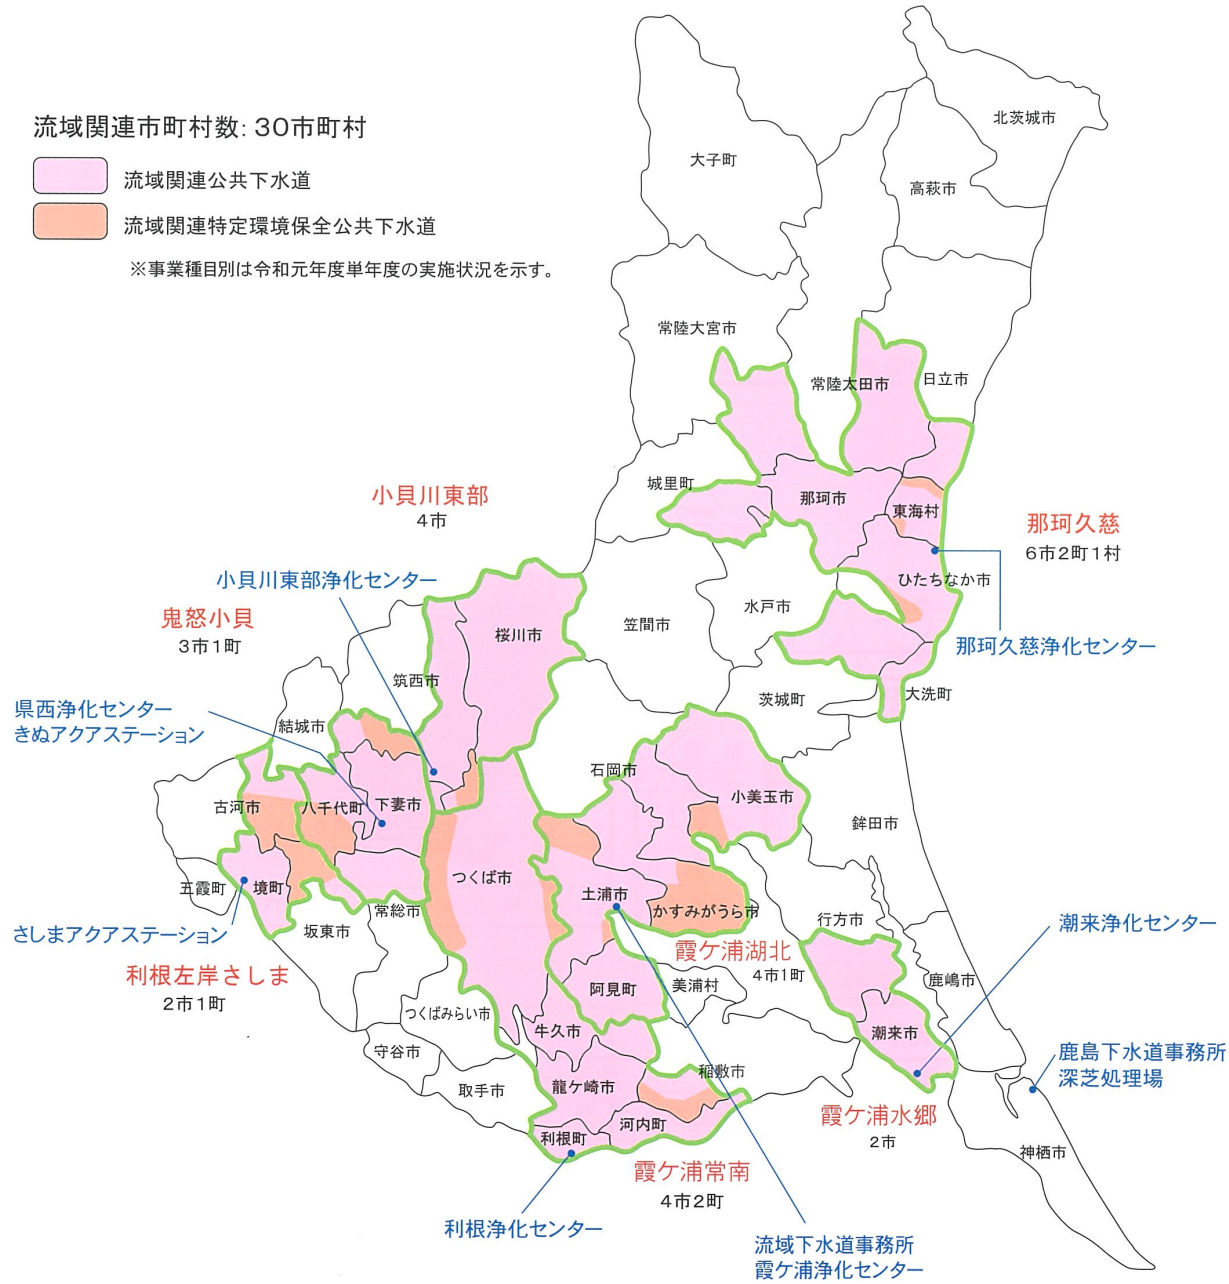 流域関連市町村数: 30市町村
流域関連公共下水道
流域関連特定環境保全公共下水道
※事業種目別は令和元年度単年度の実施状況を示す。
北茨城市
大子町
高萩市
常陸大宮市
常陸太田市
日立市
城里町
那珂市
東海村
那珂久慈
6市2町1村
ひたちなか市
水戸市
那珂久慈浄化センター
小貝川東部
4市
小貝川東部浄化センター
鬼怒小貝
3市1町
桜川市
笠間市
筑西市
茨城町
大洗町
県西浄化センター
きぬアクアステーション
結城市
石岡市
小美玉市
古河市
八千代町
下妻市
鉾田市
五霞町
境町
つくば市
土浦市
かすみがうら市
常総市
坂東市
行方市
さしまアクアステーション
潮来浄化センター
利根左岸さしま
2市1町
霞ケ浦湖北
4市1町
鹿嶋市
阿見町
美浦村
つくばみらい市
牛久市
潮来市
守谷市
鹿島下水道事務所
深芝処理場
稲敷市
取手市
龍ケ崎市
霞ケ浦水郷
2市
河内町
利根町
神栖市
霞ケ浦常南
4市2町
利根浄化センター
流域下水道事務所
霞ケ浦浄化センター